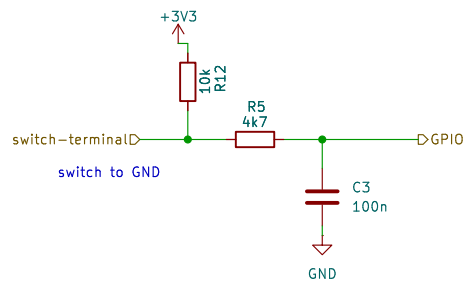 +3V3
10k
R12
R5
4k7
switch-terminal
GPIO
switch to GND
C3
100n
GND